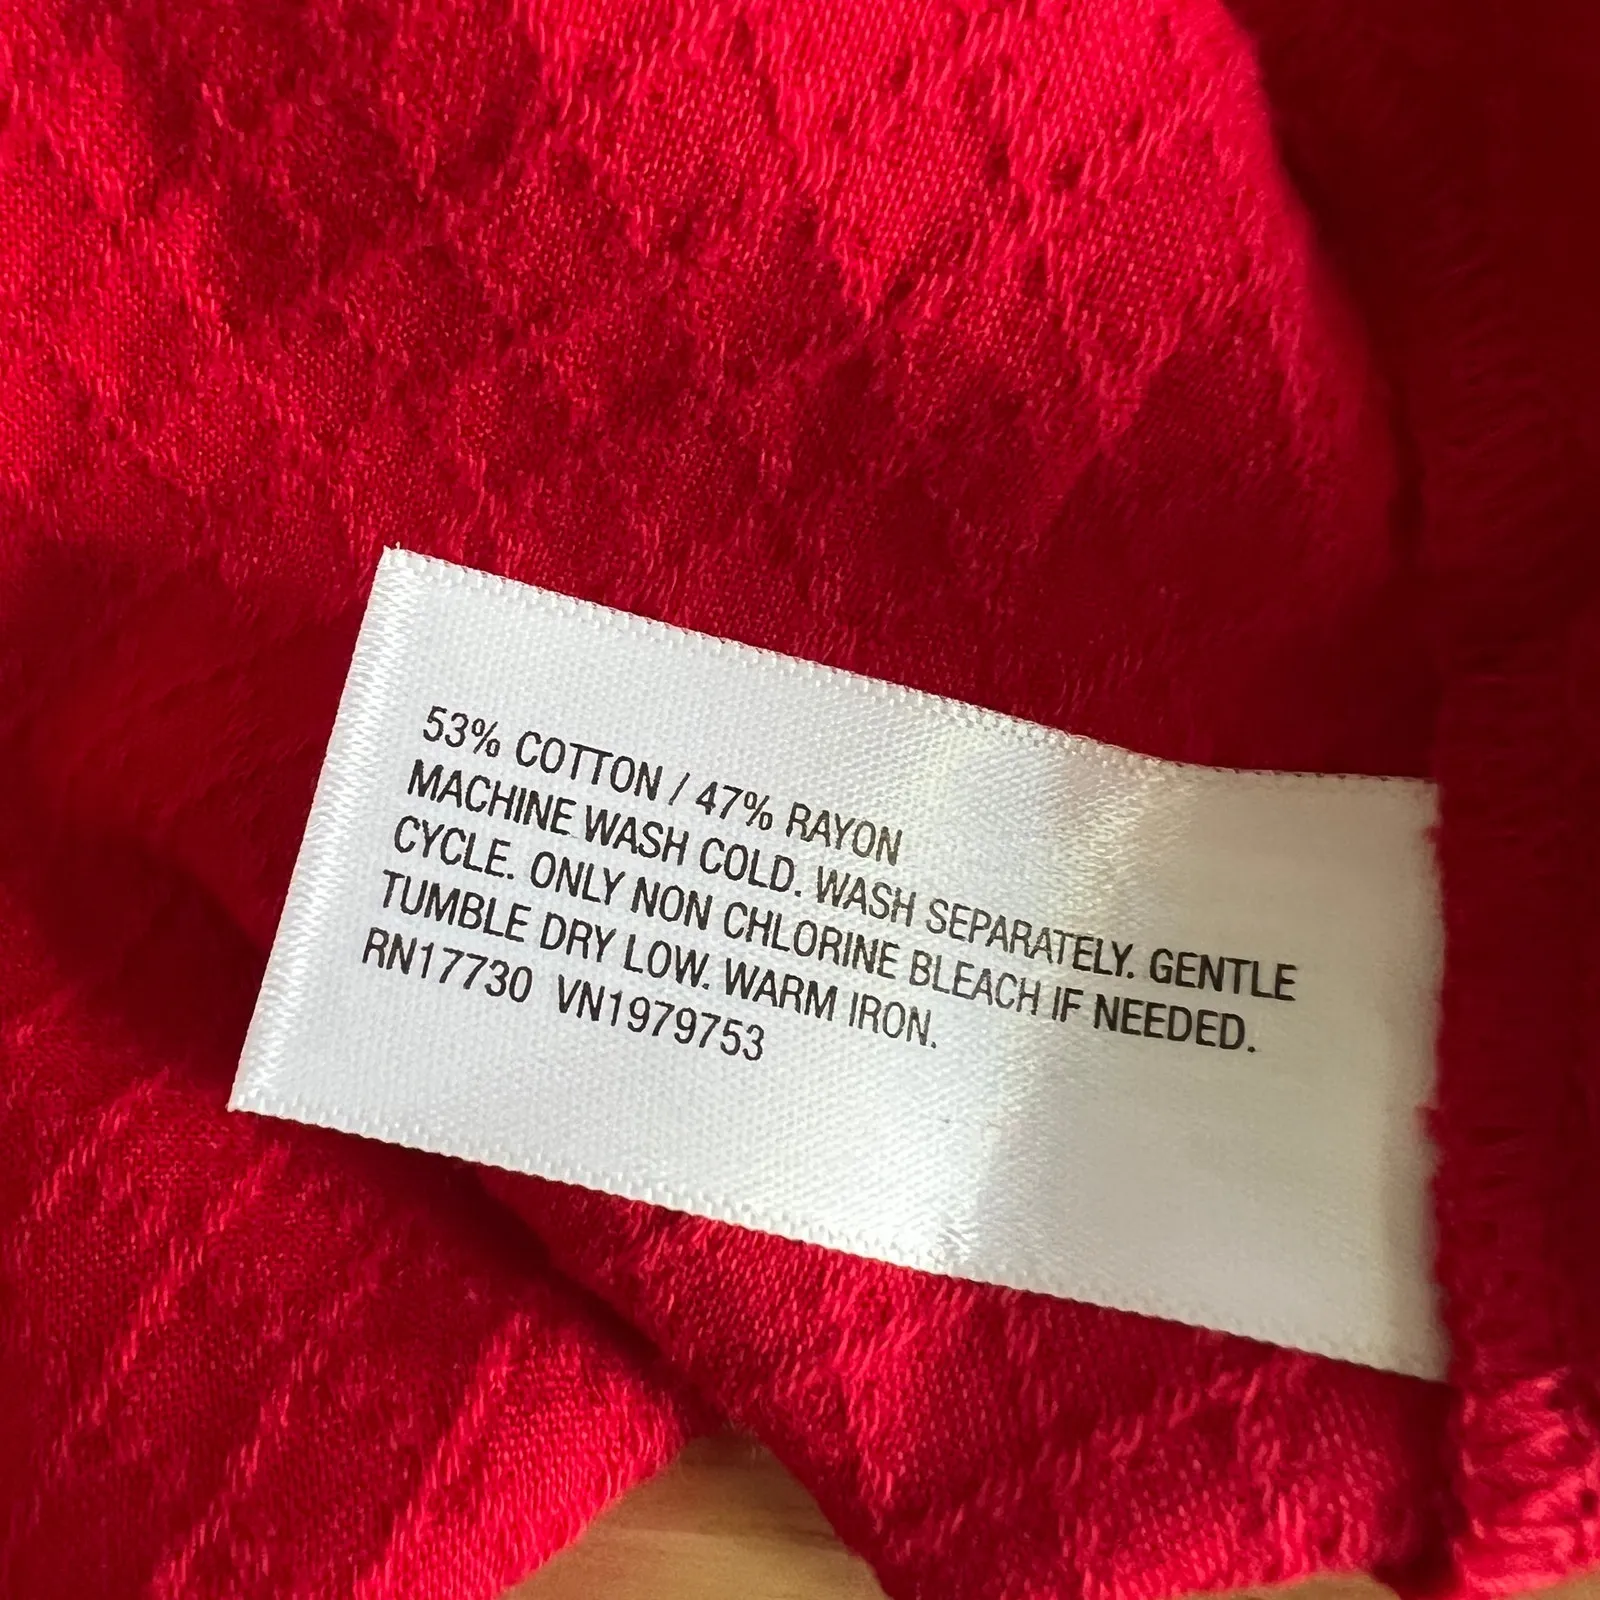 53% COTTON / 47% RAYON
MACHINE WASH COLD. WASH SEPARATELY. GENTLE
CYCLE. ONLY NON CHLORINE BLEACH IF NEEDED.
TUMBLE DRY LOW. WARM IRON.
RN17730 VN1979753